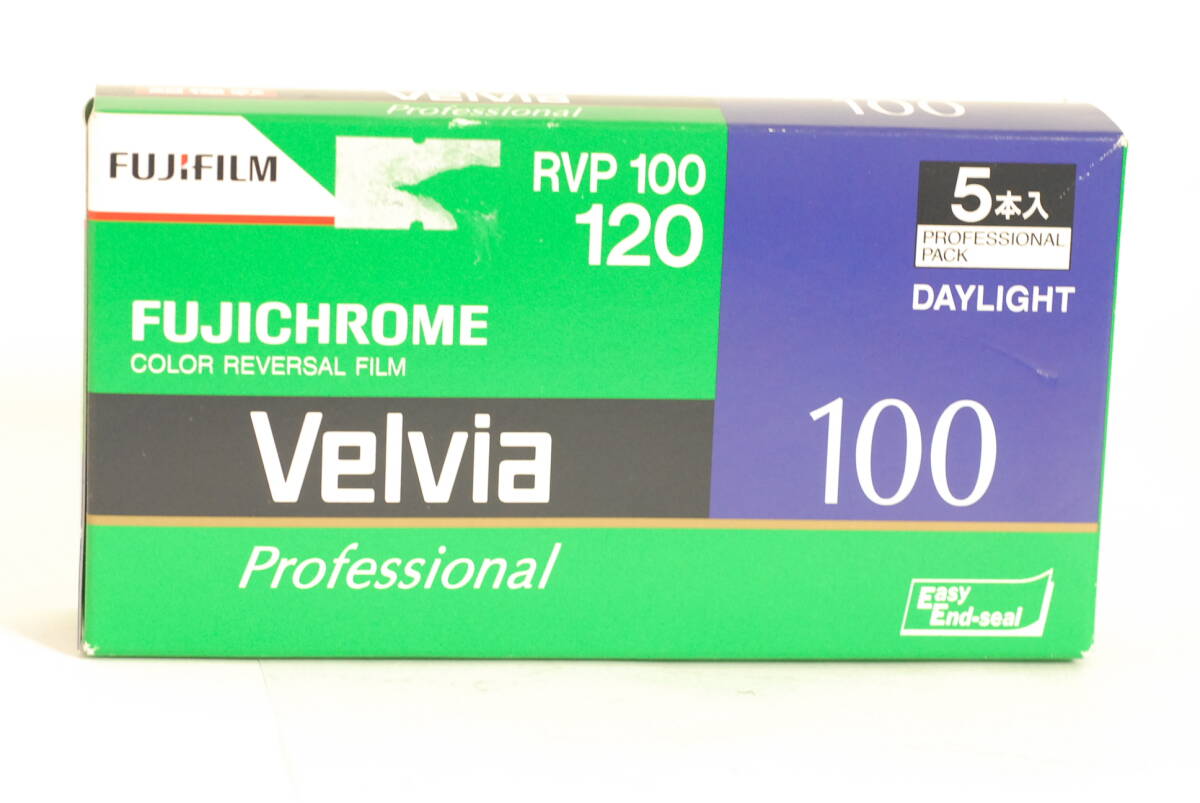 Professional
100
FUJIFILM
RVP 100
120
5本入
PROFESSIONAL
PACK
DAYLIGHT
FUJICHROME
COLOR REVERSAL FILM
Velvia
100
Professional
Easy
End-seal